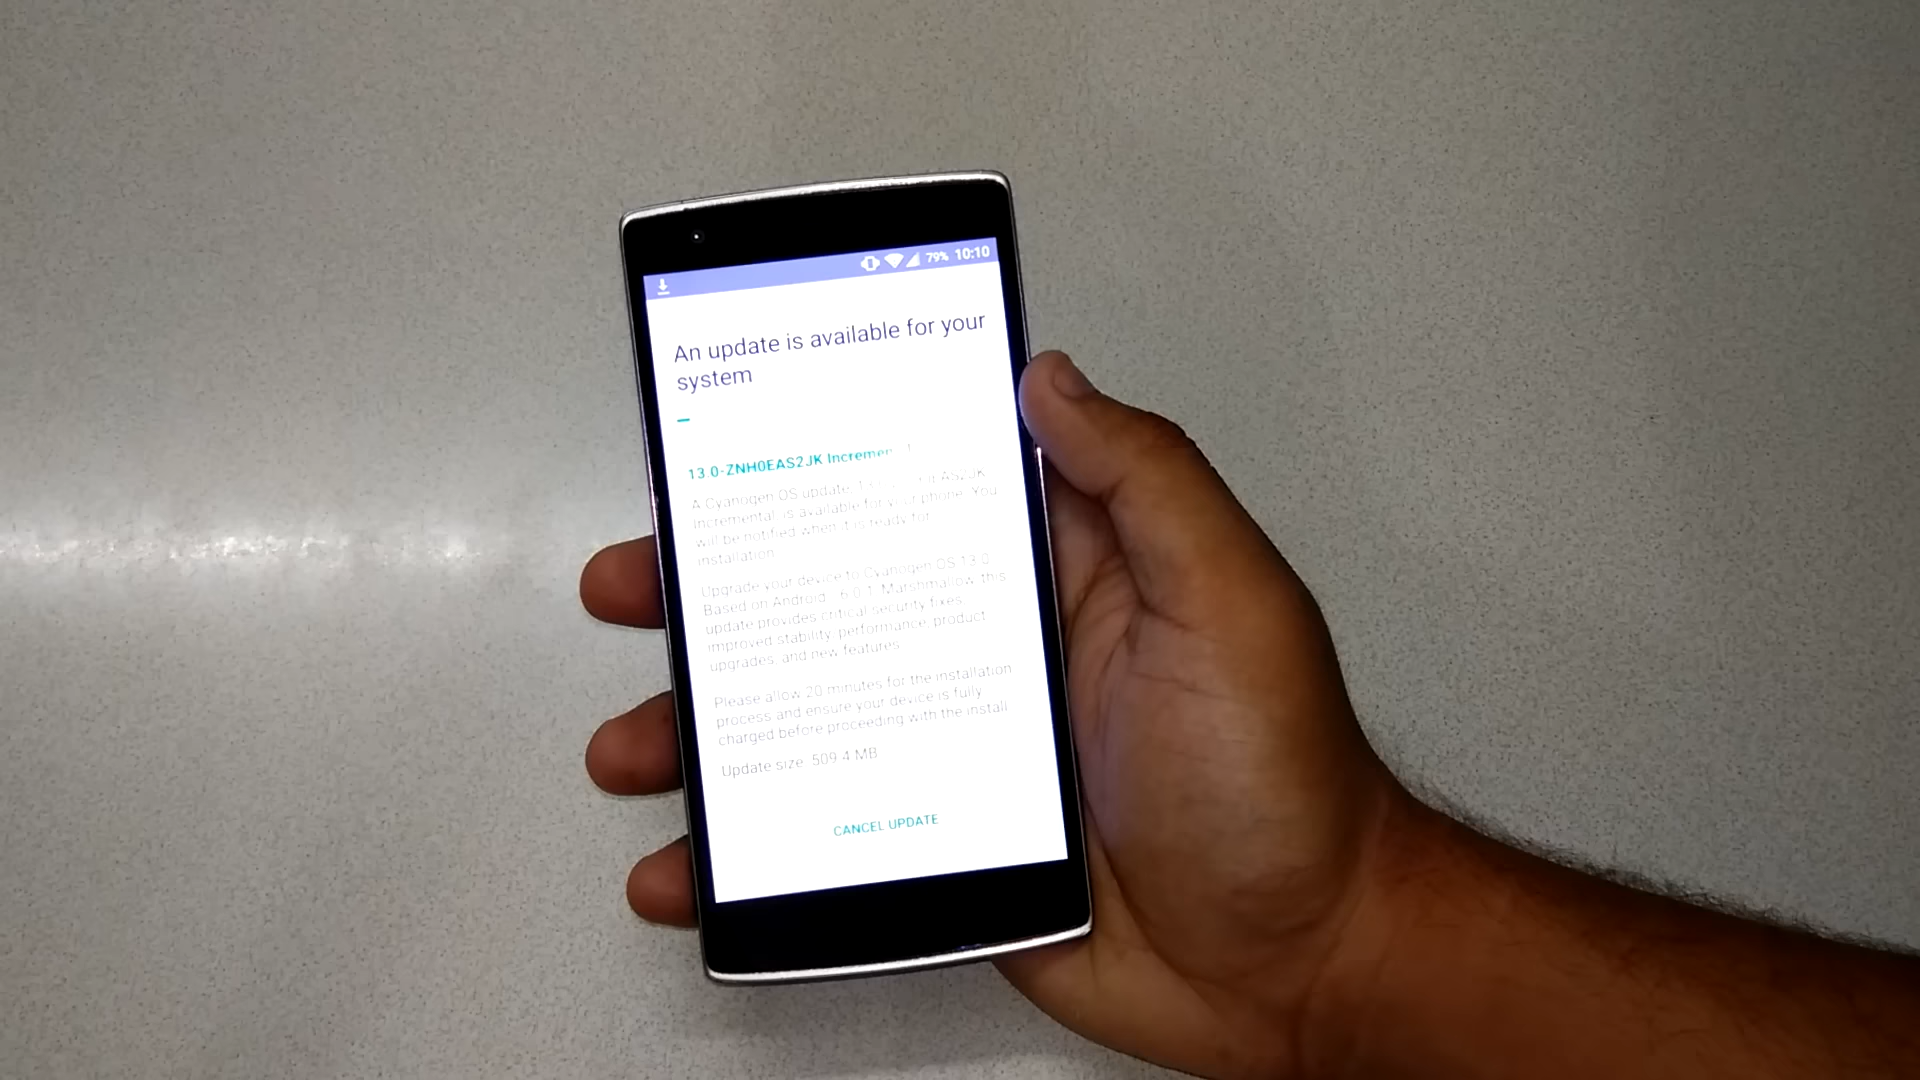 79% 10:10
An update is available for your
system
13.0-ZNH0EAS2JK
A Cyanogen OS update,
Incremental, is available for your phone. You
will be notified when it is ready for
installation.
Upgrade your device to Cyanogen OS 13.0.
Based on Android 6.0.1 Marshmallow, this
update provides critical security fixes,
improved stability, performance, product
upgrades, and new features.
Please allow 20 minutes for the installation
process and ensure your device is fully
charged before proceeding with the install.
Update size: 509.4 MB
CANCEL UPDATE